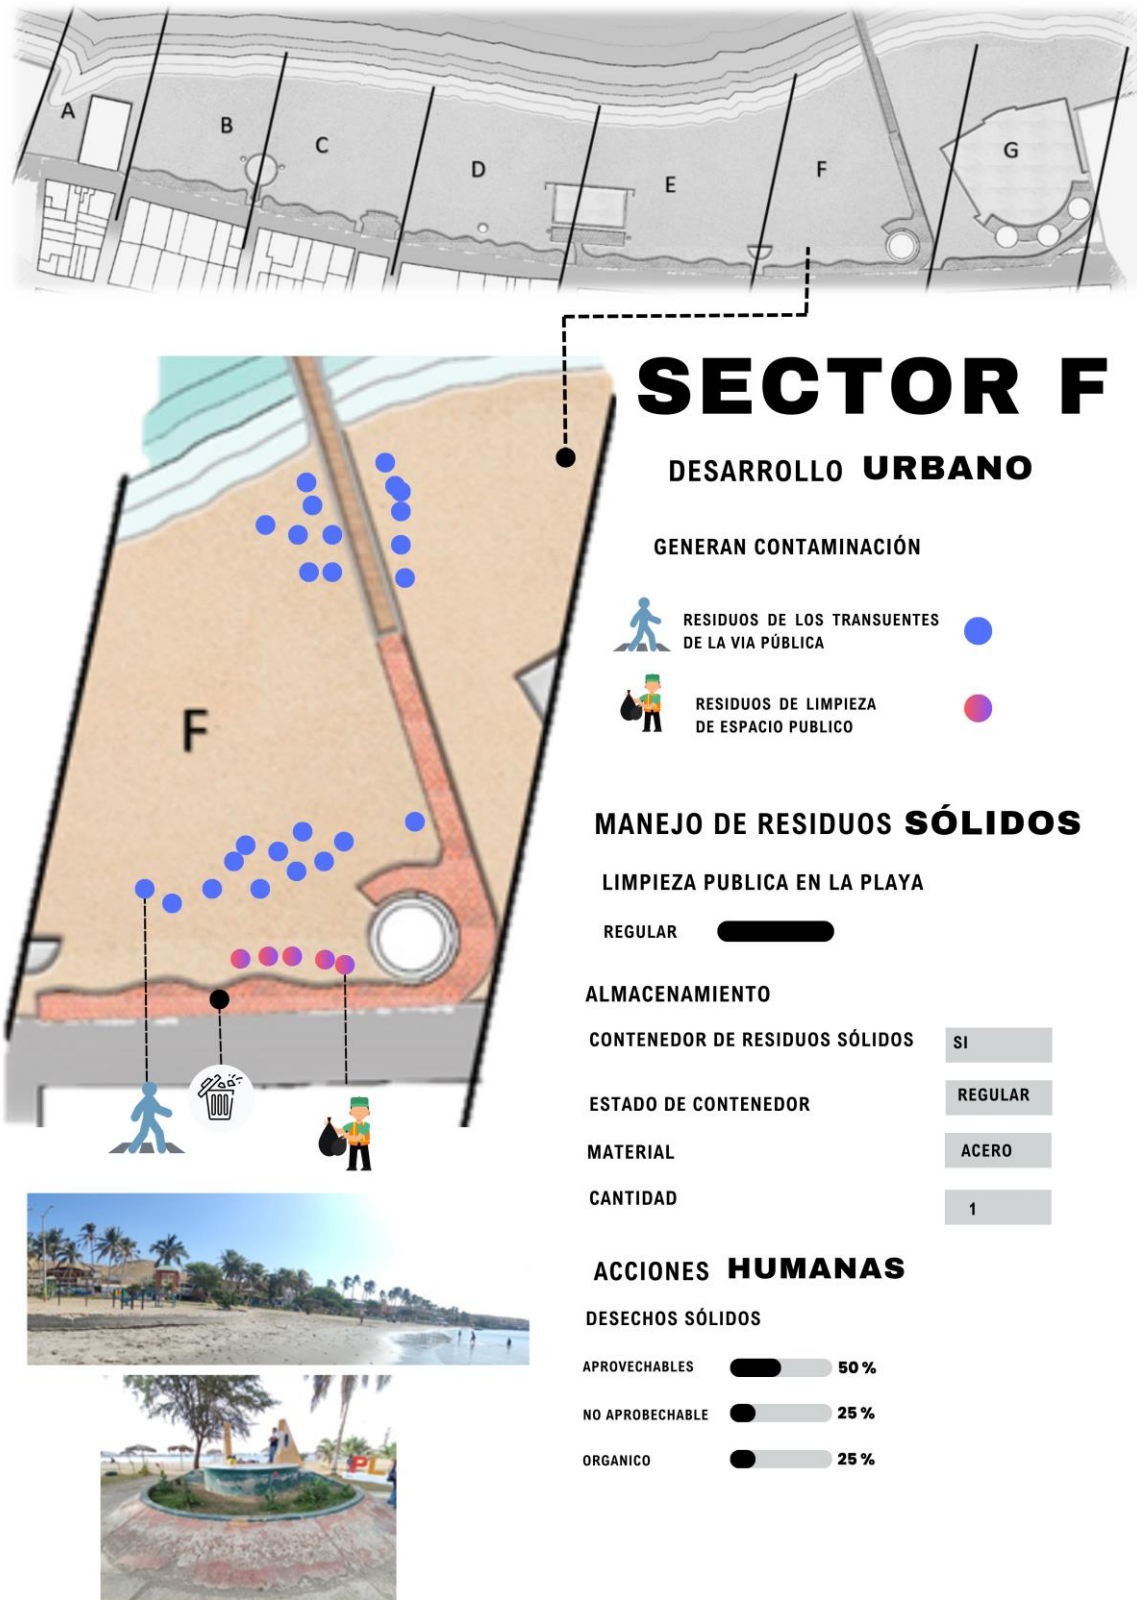 A
B
C
D
E
F
G
SECTOR F
DESARROLLO URBANO
GENERAN CONTAMINACIÓN
RESIDUOS DE LOS TRANSUENTES
DE LA VIA PÚBLICA
RESIDUOS DE LIMPIEZA
DE ESPACIO PUBLICO
F
MANEJO DE RESIDUOS SÓLIDOS
LIMPIEZA PUBLICA EN LA PLAYA
REGULAR
ALMACENAMIENTO
CONTENEDOR DE RESIDUOS SÓLIDOS SI
ESTADO DE CONTENEDOR REGULAR
MATERIAL ACERO
CANTIDAD 1
ACCIONES HUMANAS
DESECHOS SÓLIDOS
APROVECHABLES 50 %
NO APROBECHABLE 25 %
ORGANICO 25 %
PL